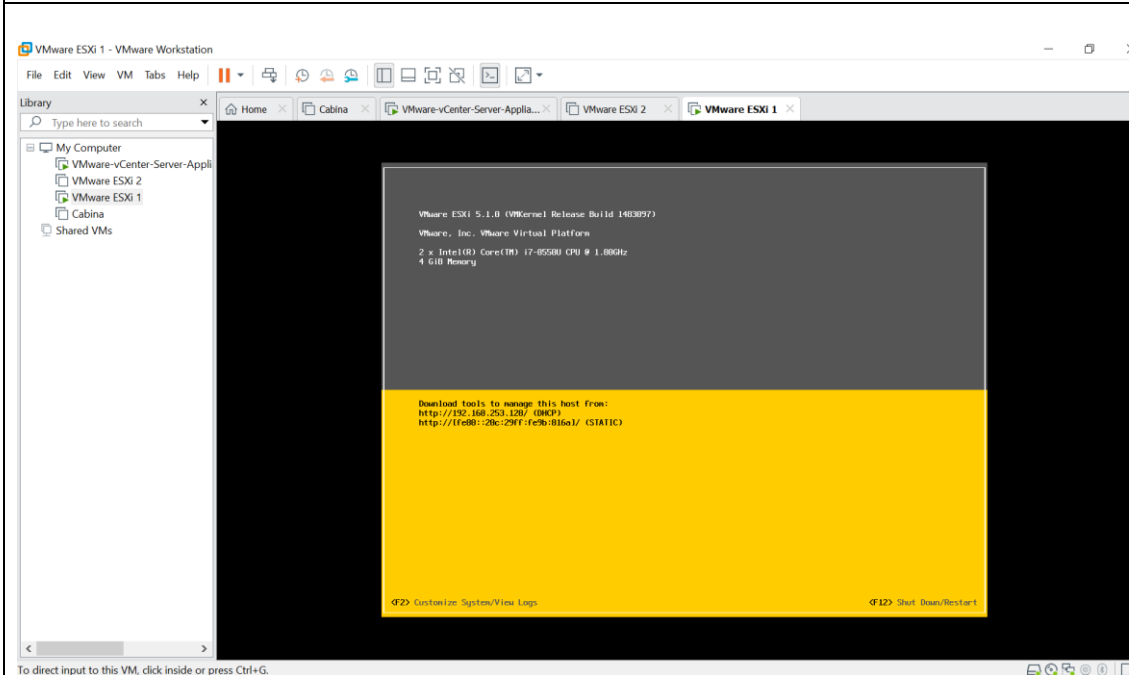 VMware ESXi 1 - VMware Workstation
File Edit View VM Tabs Help
Library
Home
Cabina
VMware-vCenter-Server-Applia...
VMware ESXi 2
VMware ESXi 1
Type here to search
My Computer
VMware-vCenter-Server-Appli
VMware ESXi 2
VMware ESXi 1
Cabina
Shared VMs
VMware ESXi 5.1.0 (VMKernel Release Build 1483097)
VMware, Inc. VMware Virtual Platform
2 x Intel(R) Core(TM) i7-8550U CPU @ 1.80GHz
4 GiB Memory
Download tools to manage this host from:
http://192.168.253.128/ (DHCP)
http://[fe80::20c:29ff:fe9b:816a]/ (STATIC)
<F2> Customize System/View Logs
<F12> Shut Down/Restart
To direct input to this VM, click inside or press Ctrl+G.